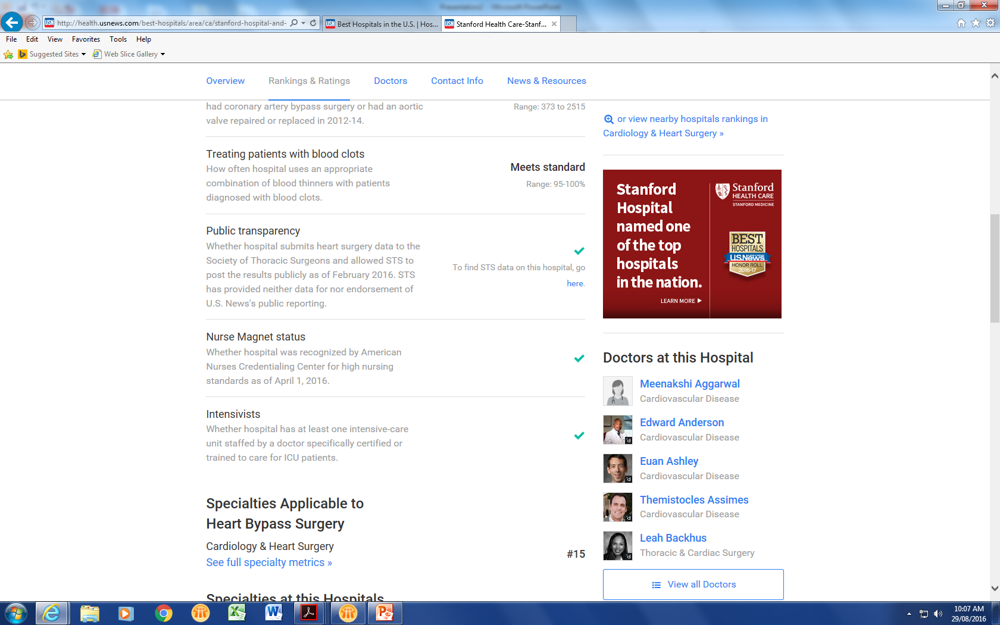 Presentation2 - Microsoft PowerPoint
USN
http://health.usnews.com/best-hospitals/area/ca/stanford-hospital-and-
USN Best Hospitals in the U.S. | Hos...
USN Stanford Health Care-Stanf...
File Edit View Favorites Tools Help
Suggested Sites Web Slice Gallery
Overview Rankings & Ratings Doctors Contact Info News & Resources
had coronary artery bypass surgery or had an aortic
valve repaired or replaced in 2012-14.
Range: 373 to 2515
Treating patients with blood clots
How often hospital uses an appropriate
combination of blood thinners with patients
diagnosed with blood clots.
Meets standard
Range: 95-100%
Public transparency
Whether hospital submits heart surgery data to the
Society of Thoracic Surgeons and allowed STS to
post the results publicly as of February 2016. STS
has provided neither data for nor endorsement of
U.S. News's public reporting.
To find STS data on this hospital, go
here.
Nurse Magnet status
Whether hospital was recognized by American
Nurses Credentialing Center for high nursing
standards as of April 1, 2016.
Intensivists
Whether hospital has at least one intensive-care
unit staffed by a doctor specifically certified or
trained to care for ICU patients.
Specialties Applicable to
Heart Bypass Surgery
Cardiology & Heart Surgery
See full specialty metrics »
#15
Specialties at this Hospitals
or view nearby hospitals rankings in
Cardiology & Heart Surgery »
Stanford
Hospital
named one
of the top
hospitals
in the nation.
LEARN MORE
Stanford
HEALTH CARE
STANFORD MEDICINE
BEST
HOSPITALS
U.S.News
HONOR ROLL
2016-17
Doctors at this Hospital
Meenakshi Aggarwal
Cardiovascular Disease
Edward Anderson
Cardiovascular Disease
Euan Ashley
Cardiovascular Disease
Themistocles Assimes
Cardiovascular Disease
Leah Backhus
Thoracic & Cardiac Surgery
View all Doctors
10:07 AM
29/08/2016